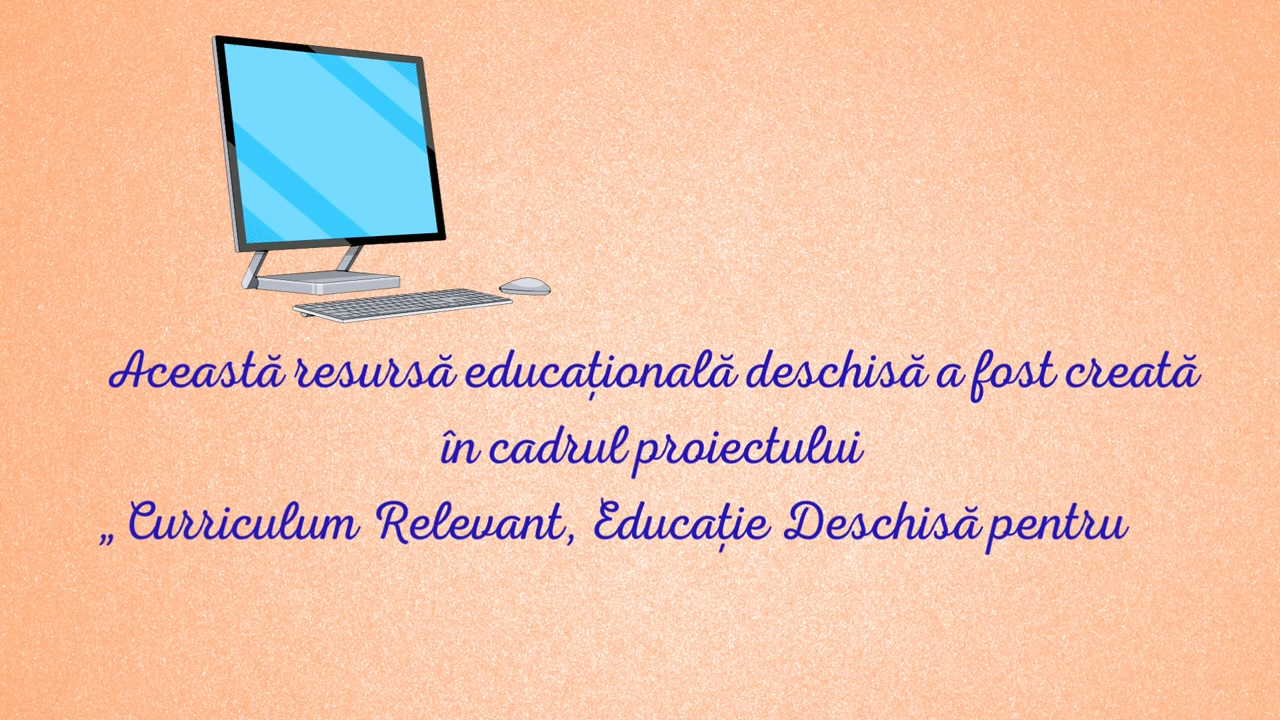 Această resursă educațională deschisă a fost creată
în cadrul proiectului
„ Curriculum Relevant, Educație Deschisă pentru